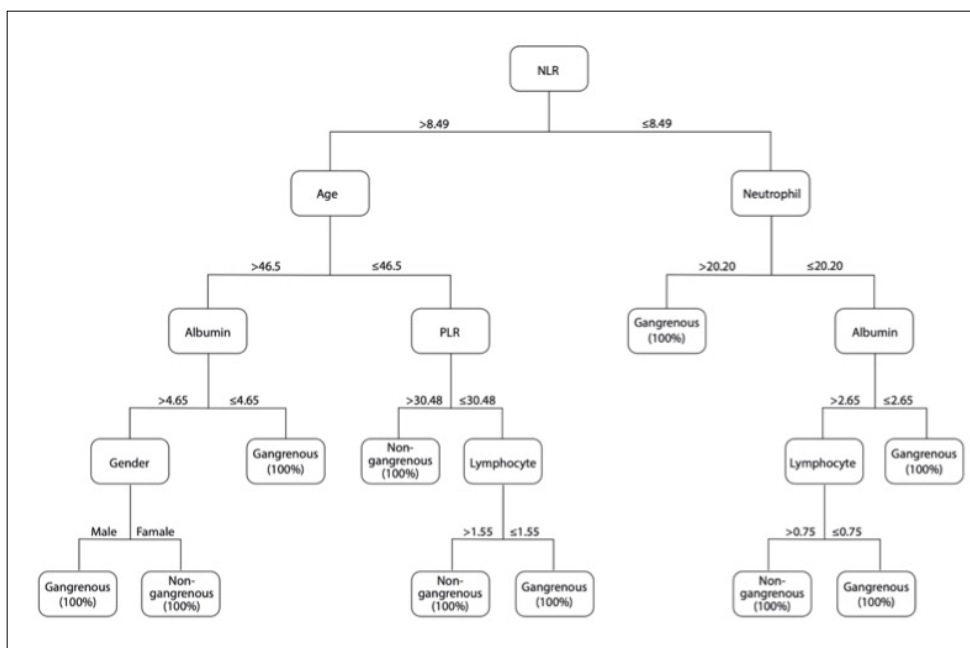 NLR
>8.49 ≤8.49
Age Neutrophil
>46.5 ≤46.5 >20.20 ≤20.20
Albumin PLR Gangrenous
(100%) Albumin
>4.65 ≤4.65 >30.48 ≤30.48 >2.65 ≤2.65
Gender Gangrenous
(100%) Non-
gangrenous
(100%) Lymphocyte Lymphocyte Gangrenous
(100%)
Male Famale >1.55 ≤1.55 >0.75 ≤0.75
Gangrenous
(100%) Non-
gangrenous
(100%) Non-
gangrenous
(100%) Gangrenous
(100%) Non-
gangrenous
(100%) Gangrenous
(100%)